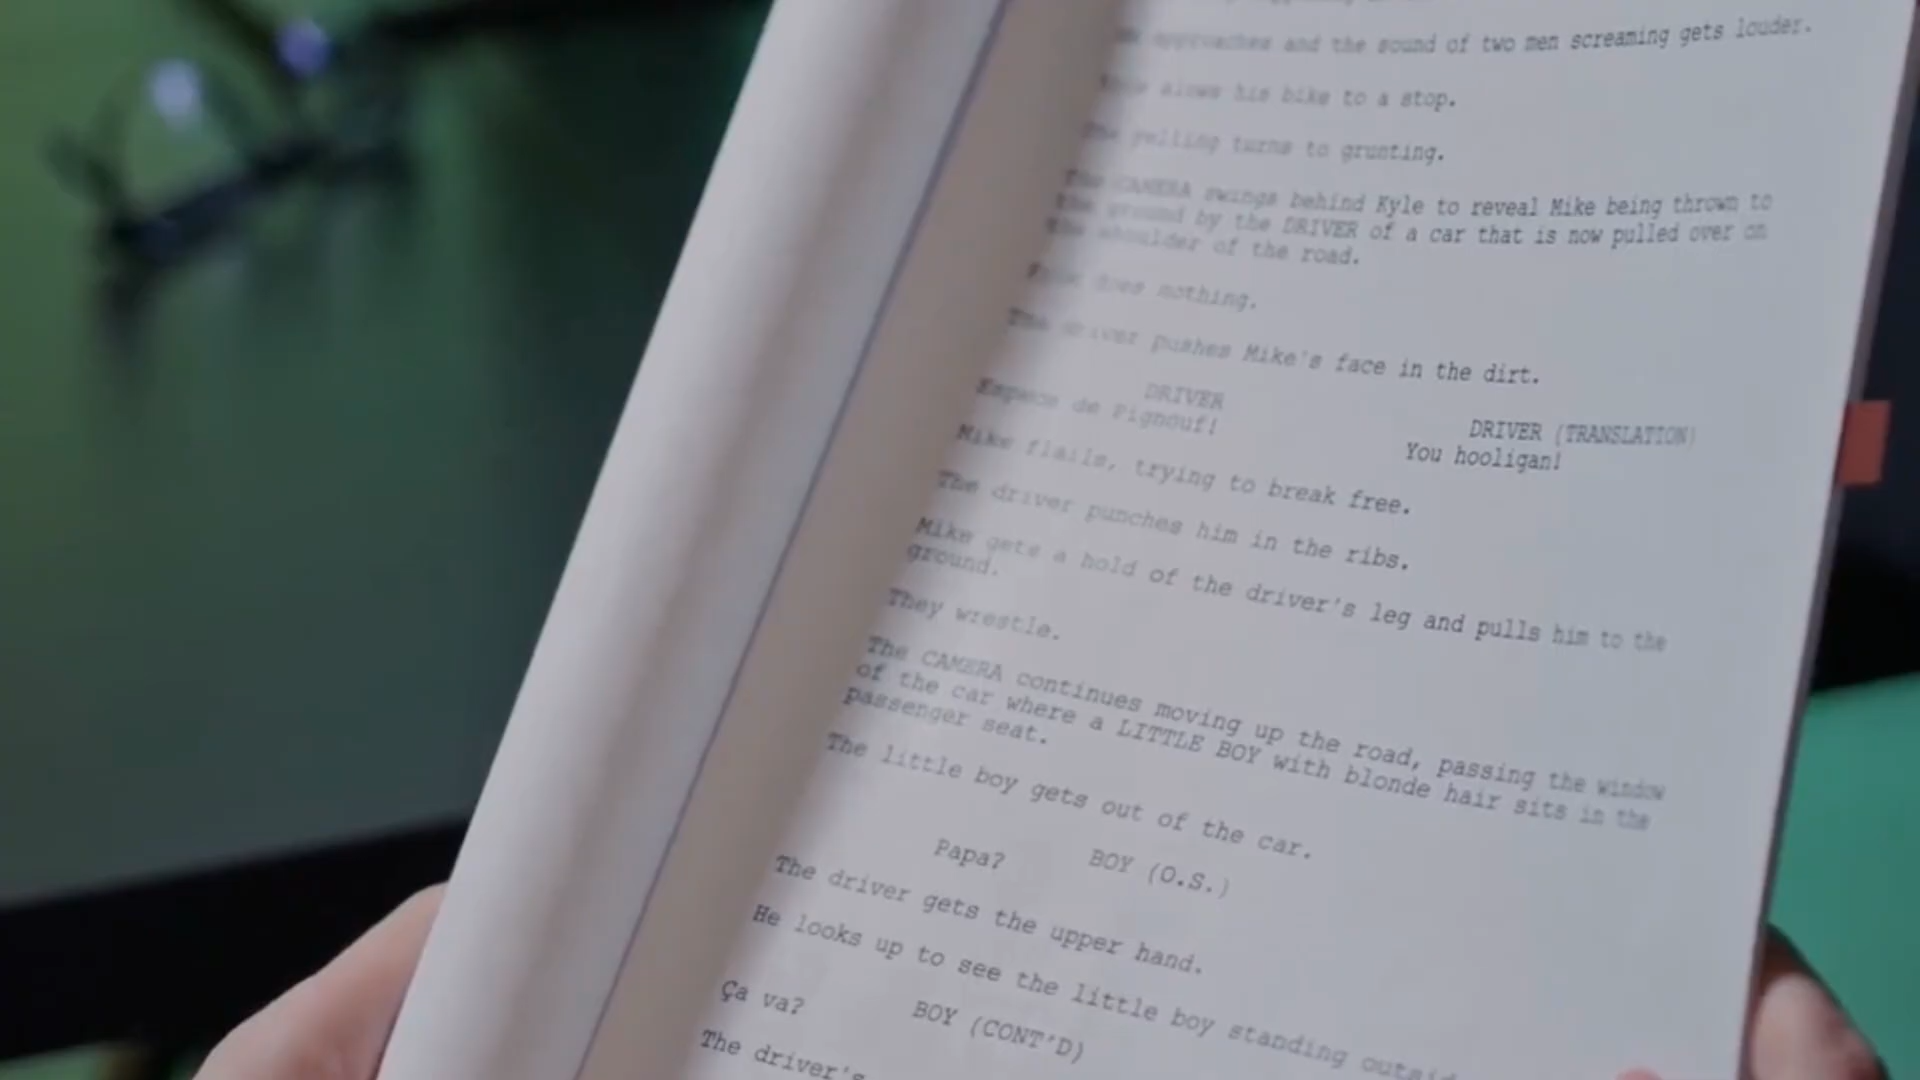 approaches and the sound of two men screaming gets louder.
slows his bike to a stop.
The yelling turns to grunting.
The CAMERA swings behind Kyle to reveal Mike being thrown to
the ground by the DRIVER of a car that is now pulled over on
the shoulder of the road.
does nothing.
The driver pushes Mike's face in the dirt.
DRIVER
Espece de Pignouf!
DRIVER (TRANSLATION)
You hooligan!
Mike flails, trying to break free.
The driver punches him in the ribs.
Mike gets a hold of the driver's leg and pulls him to the
ground.
They wrestle.
The CAMERA continues moving up the road, passing the window
of the car where a LITTLE BOY with blonde hair sits in the
passenger seat.
The little boy gets out of the car.
BOY (O.S.)
Papa?
The driver gets the upper hand.
He looks up to see the little boy standing
BOY (CONT'D)
Ça va?
The driver's